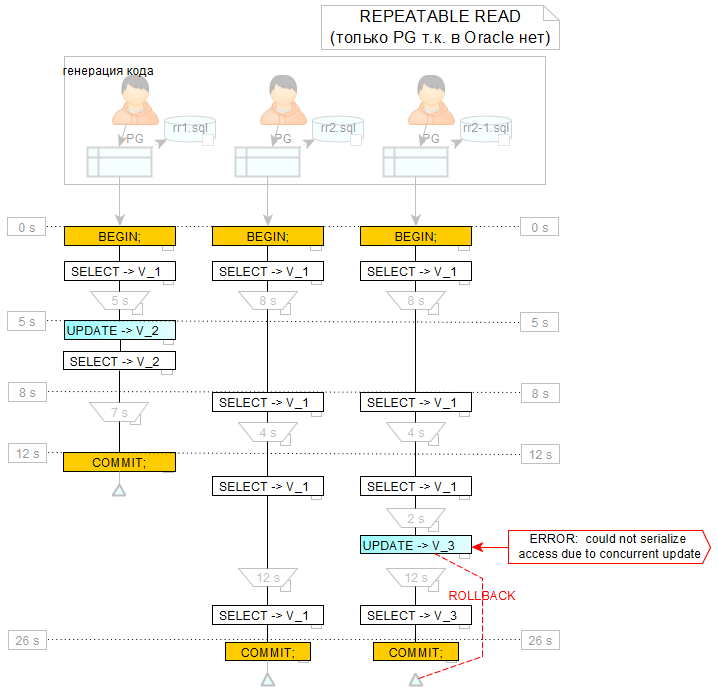 REPEATABLE READ
(только PG т.к. в Oracle нет)
генерация кода
PG rr1.sql PG rr2.sql PG rr2-1.sql
0 s BEGIN; BEGIN; BEGIN; 0 s
SELECT -> V_1 SELECT -> V_1 SELECT -> V_1
5 s 8 s 8 s
5 s UPDATE -> V_2 5 s
SELECT -> V_2
8 s SELECT -> V_1 SELECT -> V_1 8 s
7 s 4 s 4 s
12 s COMMIT; 12 s
SELECT -> V_1 SELECT -> V_1
2 s
UPDATE -> V_3 ERROR: could not serialize
access due to concurrent update
12 s 12 s
ROLLBACK
SELECT -> V_1 SELECT -> V_3
26 s COMMIT; COMMIT; 26 s